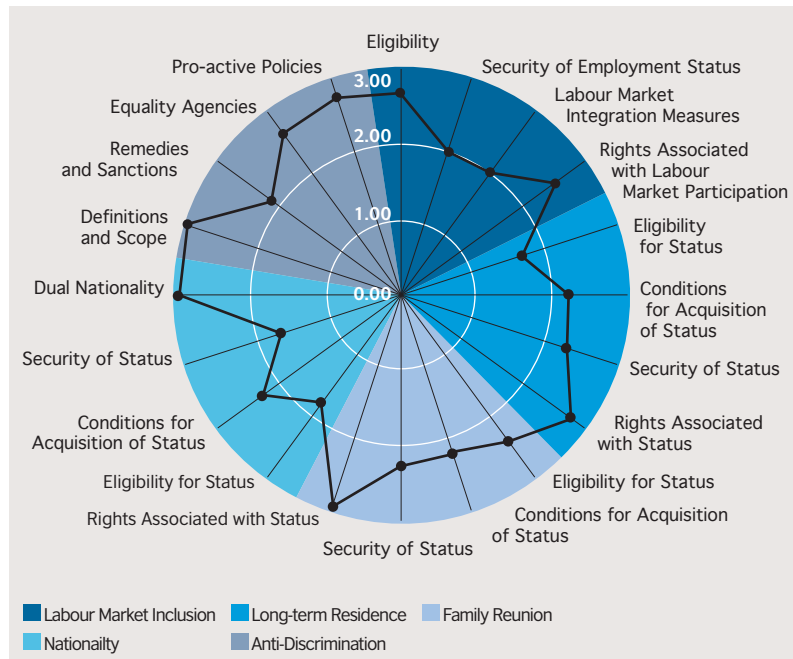 Eligibility
Pro-active Policies
Security of Employment Status
3.00
Equality Agencies
Labour Market
Integration Measures
Remedies
and Sanctions
2.00
Rights Associated
with Labour
Market Participation
Definitions
and Scope
1.00
Eligibility
for Status
Dual Nationality
0.00
Conditions
for Acquisition
of Status
Security of Status
Security of Status
Conditions for
Acquisition of Status
Rights Associated
with Status
Eligibility for Status
Eligibility for Status
Rights Associated with Status
Conditions for Acquisition
of Status
Security of Status
Labour Market Inclusion
Long-term Residence
Family Reunion
Nationailty
Anti-Discrimination